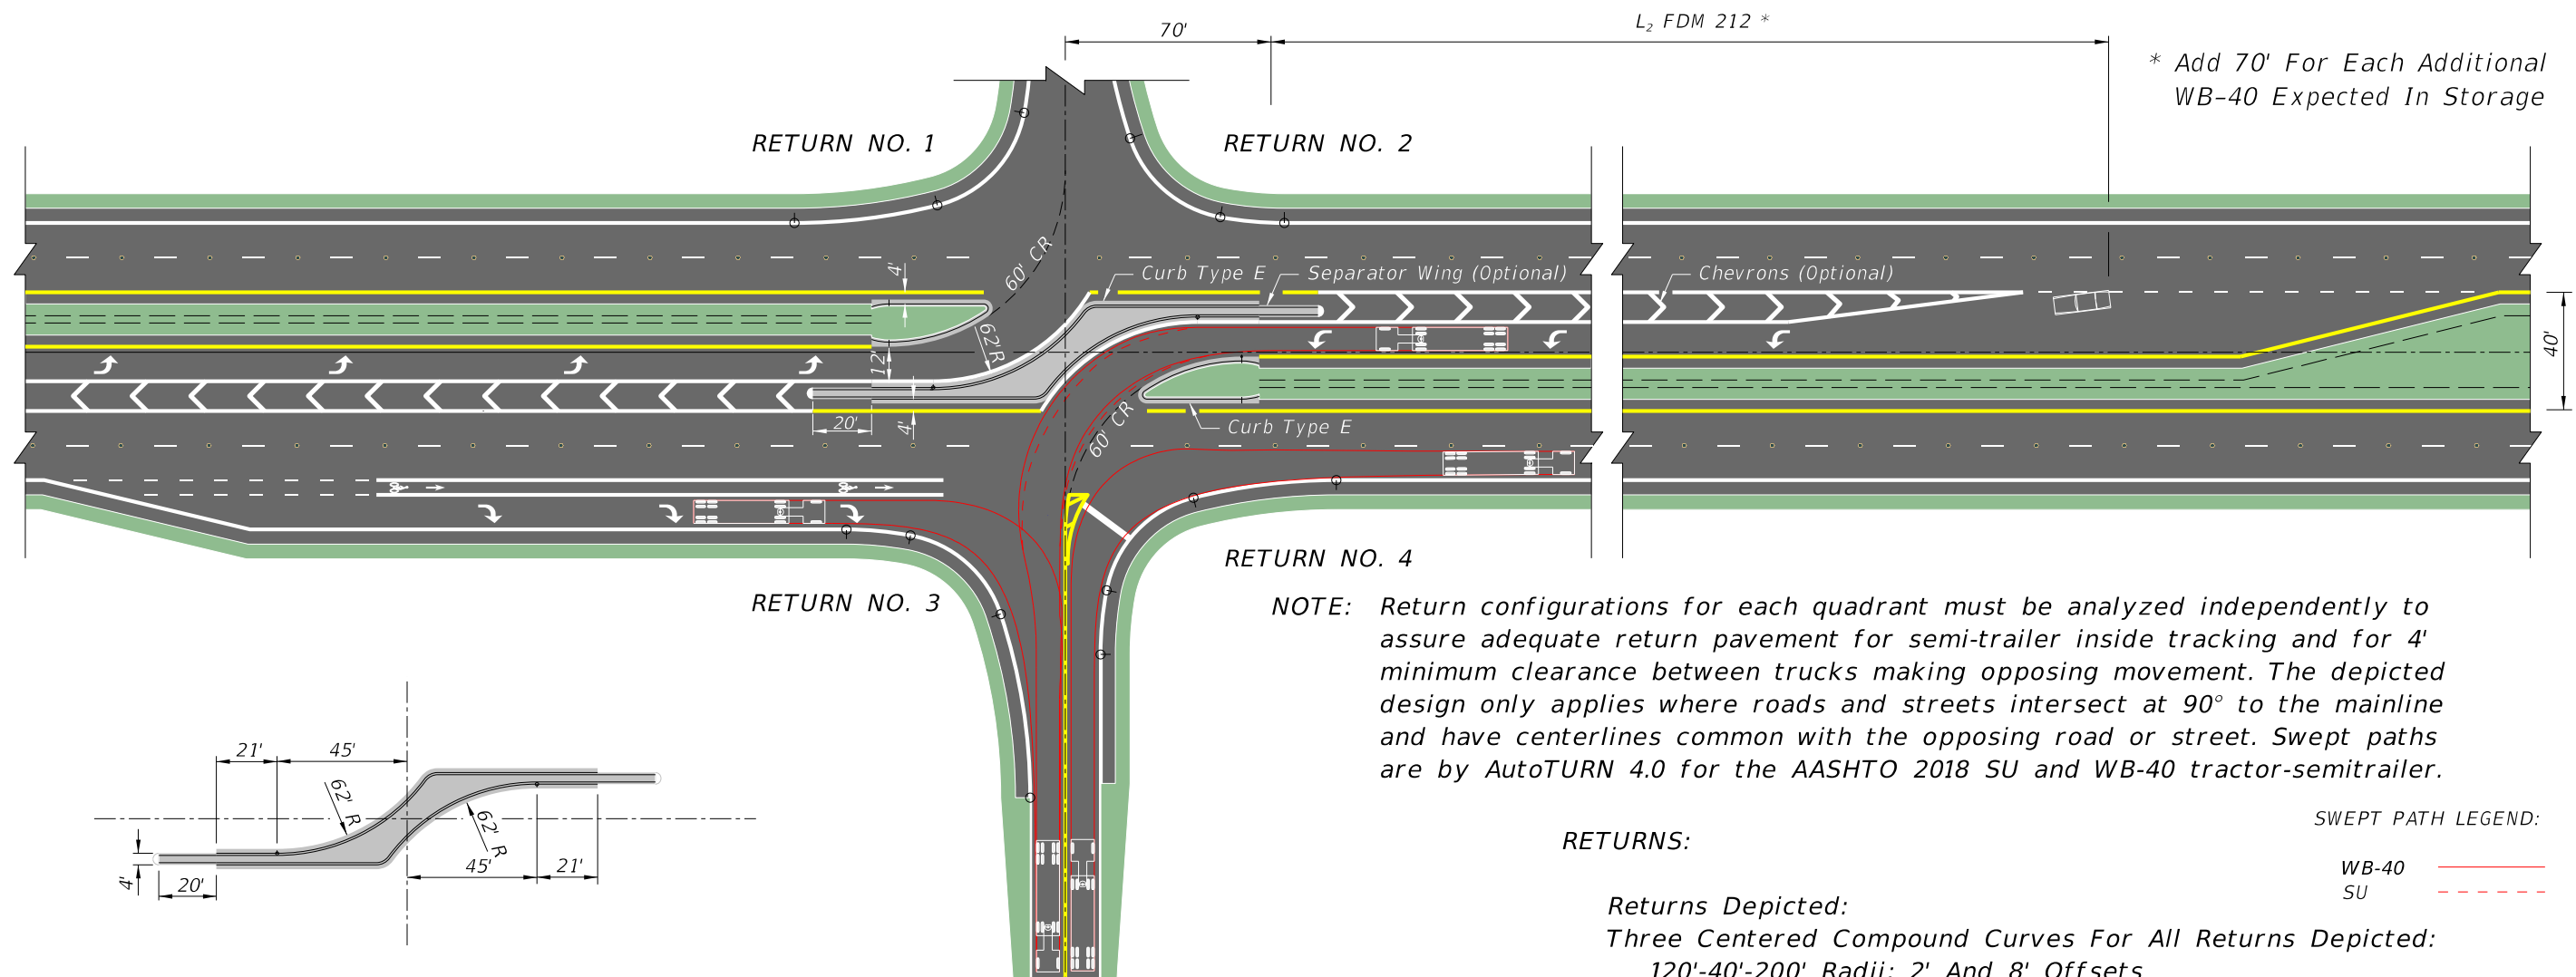 70'
L₂ FDM 212 *
* Add 70' For Each Additional
WB-40 Expected In Storage
RETURN NO. 1
RETURN NO. 2
60' CR
4'
Curb Type E
Separator Wing (Optional)
Chevrons (Optional)
62' R
12'
40'
20'
4'
60' CR
Curb Type E
RETURN NO. 3
RETURN NO. 4
NOTE: Return configurations for each quadrant must be analyzed independently to
assure adequate return pavement for semi-trailer inside tracking and for 4'
minimum clearance between trucks making opposing movement. The depicted
design only applies where roads and streets intersect at 90° to the mainline
and have centerlines common with the opposing road or street. Swept paths
are by AutoTURN 4.0 for the AASHTO 2018 SU and WB-40 tractor-semitrailer.
21'
45'
62' R
62' R
4'
20'
45'
21'
SWEPT PATH LEGEND:
WB-40
SU
RETURNS:
Returns Depicted:
Three Centered Compound Curves For All Returns Depicted:
120'-40'-200' Radii; 2' And 8' Offsets